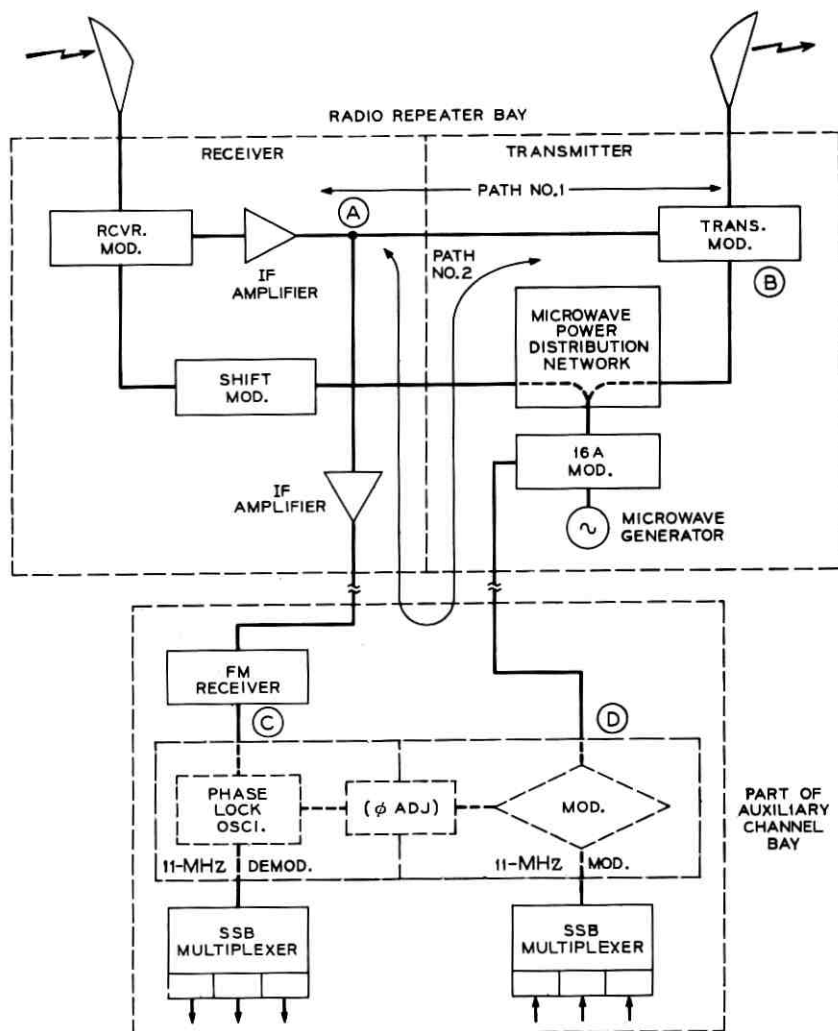 RADIO REPEATER BAY
RECEIVER
TRANSMITTER
PATH NO.1
A
RCVR.
MOD.
IF
AMPLIFIER
PATH
NO.2
TRANS.
MOD.
B
MICROWAVE
POWER
DISTRIBUTION
NETWORK
SHIFT
MOD.
16A
MOD.
IF
AMPLIFIER
MICROWAVE
GENERATOR
FM
RECEIVER
C
D
PHASE
LOCK
OSCI.
(φ ADJ)
MOD.
PART OF
AUXILIARY
CHANNEL
BAY
11-MHZ DEMOD.
11-MHZ MOD.
SSB
MULTIPLEXER
SSB
MULTIPLEXER